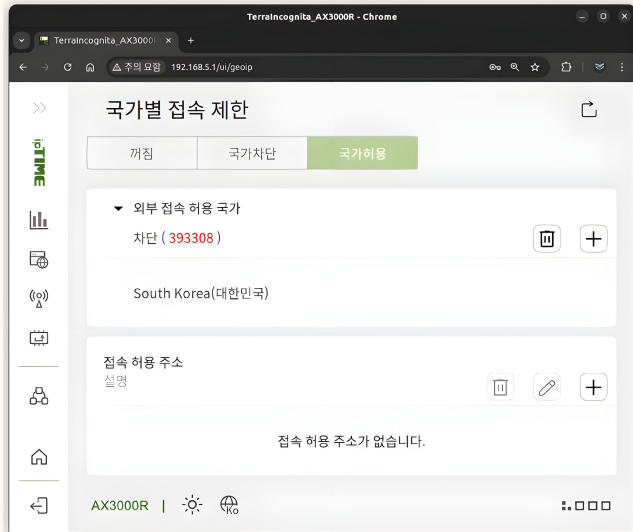 TerraIncognita_AX3000R - Chrome
TerraIncognita_AX3000
주의 요함 192.168.5.1/ui/geoip
국가별 접속 제한
ipTIME
꺼짐 국가차단 국가허용
외부 접속 허용 국가
차단 ( 393308 )
South Korea(대한민국)
접속 허용 주소
설명
접속 허용 주소가 없습니다.
AX3000R | Ko